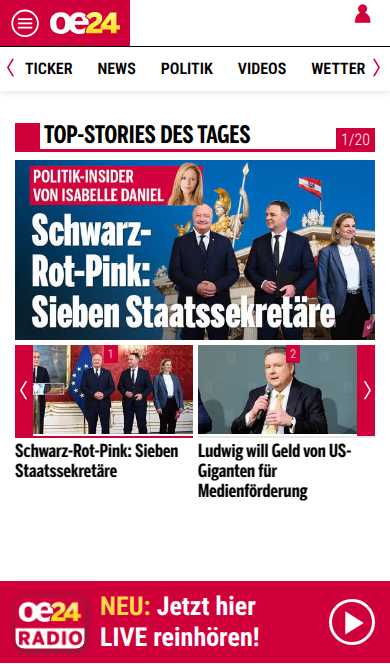 oe24
TICKER NEWS POLITIK VIDEOS WETTER
TOP-STORIES DES TAGES
1/20
POLITIK-INSIDER
VON ISABELLE DANIEL
Schwarz-
Rot-Pink:
Sieben Staatssekretäre
1
2
Schwarz-Rot-Pink: Sieben
Staatssekretäre
Ludwig will Geld von US-
Giganten für
Medienförderung
oe24
RADIO
NEU: Jetzt hier
LIVE reinhören!